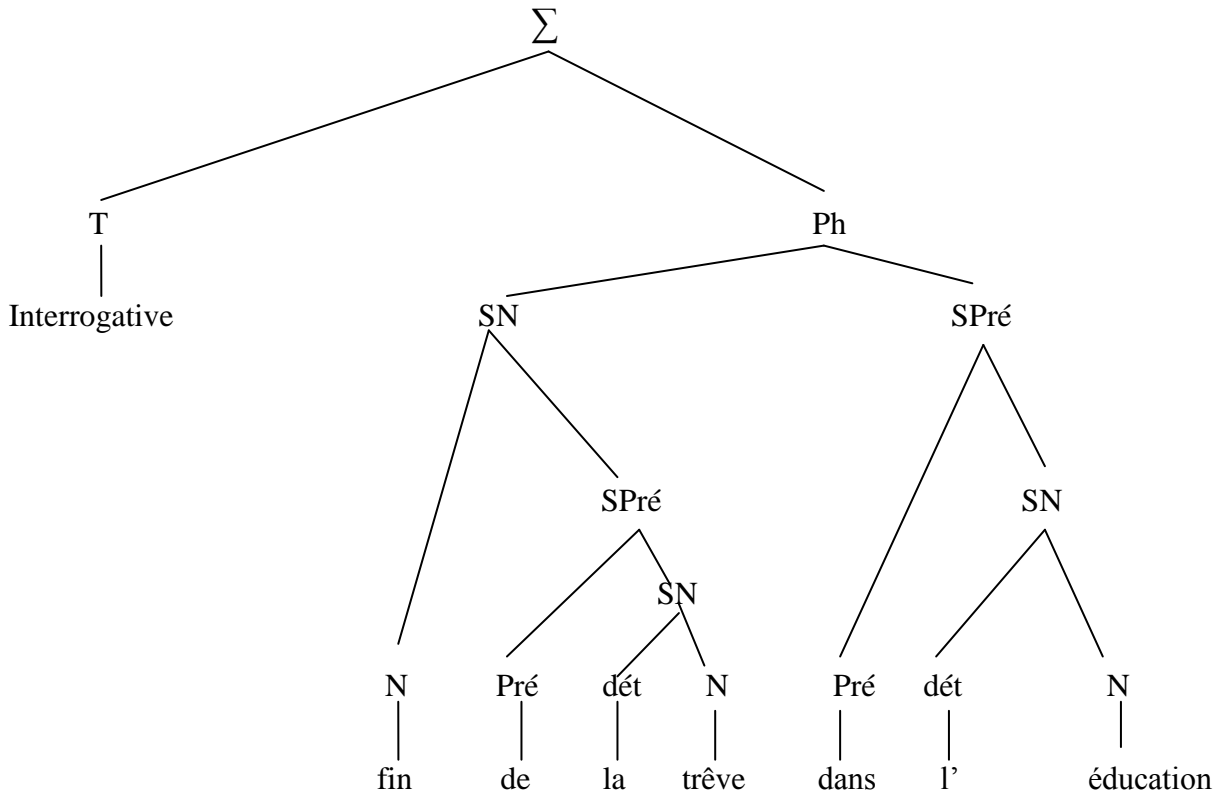 ∑
T Ph
Interrogative SN SPré
SPré SN
SN
N Pré dét N Pré dét N
fin de la trêve dans l’ éducation